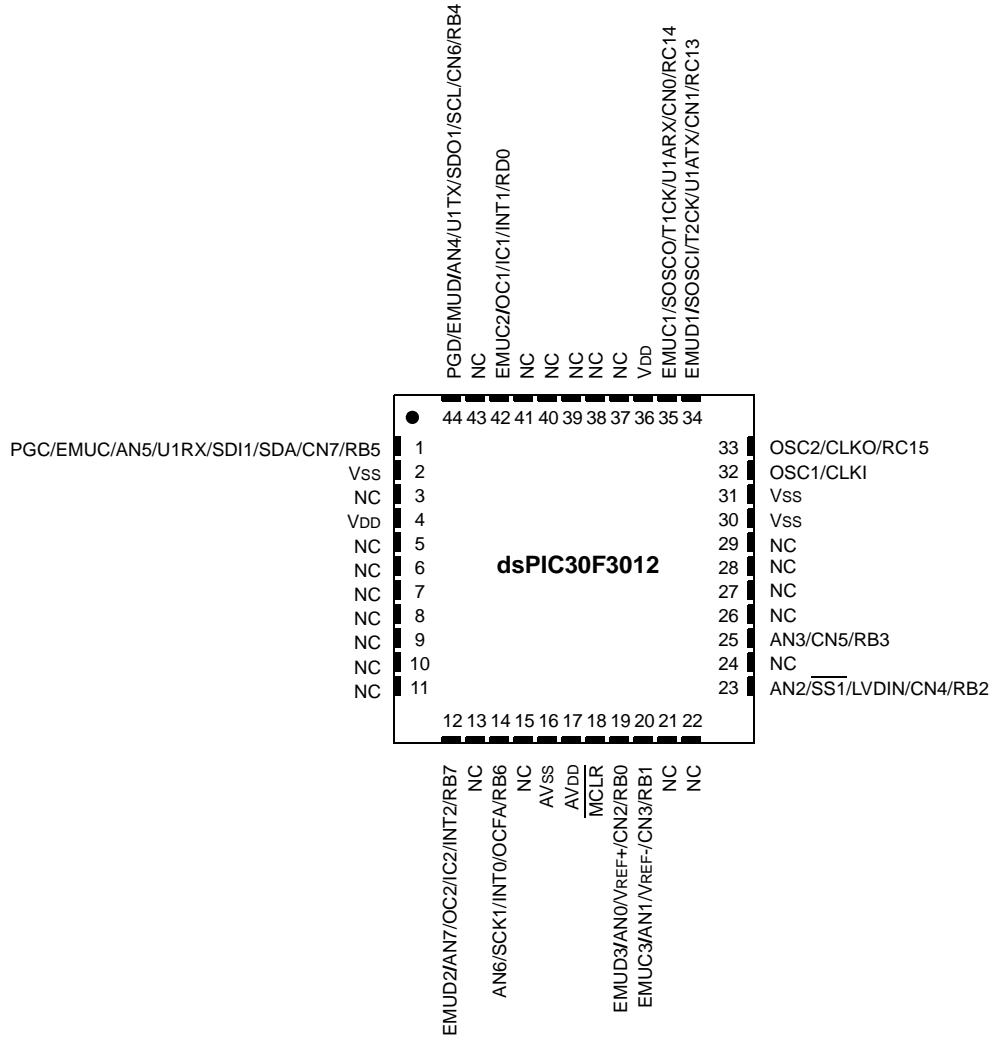 PGD/EMUD/AN4/U1TX/SDO1/SCL/CN6/RB4
NC
EMUC2/OC1/IC1/INT1/RD0
NC
NC
NC
NC
NC
VDD
EMUC1/SOSCO/T1CK/U1ARX/CN0/RC14
EMUD1/SOSCI/T2CK/U1ATX/CN1/RC13
44 43 42 41 40 39 38 37 36 35 34
PGC/EMUC/AN5/U1RX/SDI1/SDA/CN7/RB5 1
Vss 2
NC 3
VDD 4
NC 5
NC 6
NC 7
NC 8
NC 9
NC 10
NC 11
dsPIC30F3012
33 OSC2/CLKO/RC15
32 OSC1/CLKI
31 Vss
30 Vss
29 NC
28 NC
27 NC
26 NC
25 AN3/CN5/RB3
24 NC
23 AN2/SS1/LVDIN/CN4/RB2
12 13 14 15 16 17 18 19 20 21 22
EMUD2/AN7/OC2/IC2/INT2/RB7
NC
AN6/SCK1/INT0/OCFA/RB6
NC
AVss
AVDD
MCLR
EMUD3/AN0/VREF+/CN2/RB0
EMUC3/AN1/VREF-/CN3/RB1
NC
NC